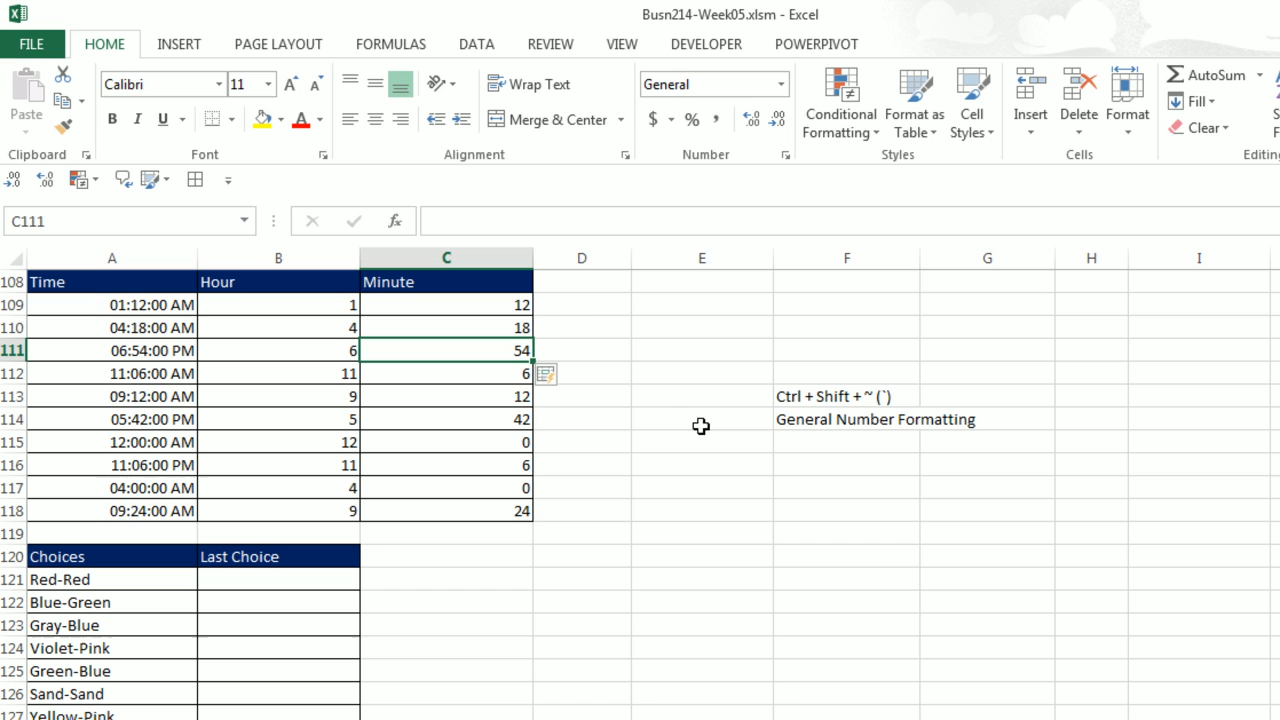 Busn214-Week05.xlsm - Excel
FILE HOME INSERT PAGE LAYOUT FORMULAS DATA REVIEW VIEW DEVELOPER POWERPIVOT
Calibri 11 Wrap Text General AutoSum
Paste Conditional Formatting Format as Table Cell Styles Insert Delete Format Fill
B I U A Merge & Center $ % , Clear
Clipboard Font Alignment Number Styles Cells Editing
C111 fx
A B C D E F G H I
108 Time Hour Minute
109 01:12:00 AM 1 12
110 04:18:00 AM 4 18
111 06:54:00 PM 6 54
112 11:06:00 AM 11 6
113 09:12:00 AM 9 12 Ctrl + Shift + ~ (`)
114 05:42:00 PM 5 42 General Number Formatting
115 12:00:00 AM 12 0
116 11:06:00 PM 11 6
117 04:00:00 AM 4 0
118 09:24:00 AM 9 24
119
120 Choices Last Choice
121 Red-Red
122 Blue-Green
123 Gray-Blue
124 Violet-Pink
125 Green-Blue
126 Sand-Sand
127 Yellow-Pink